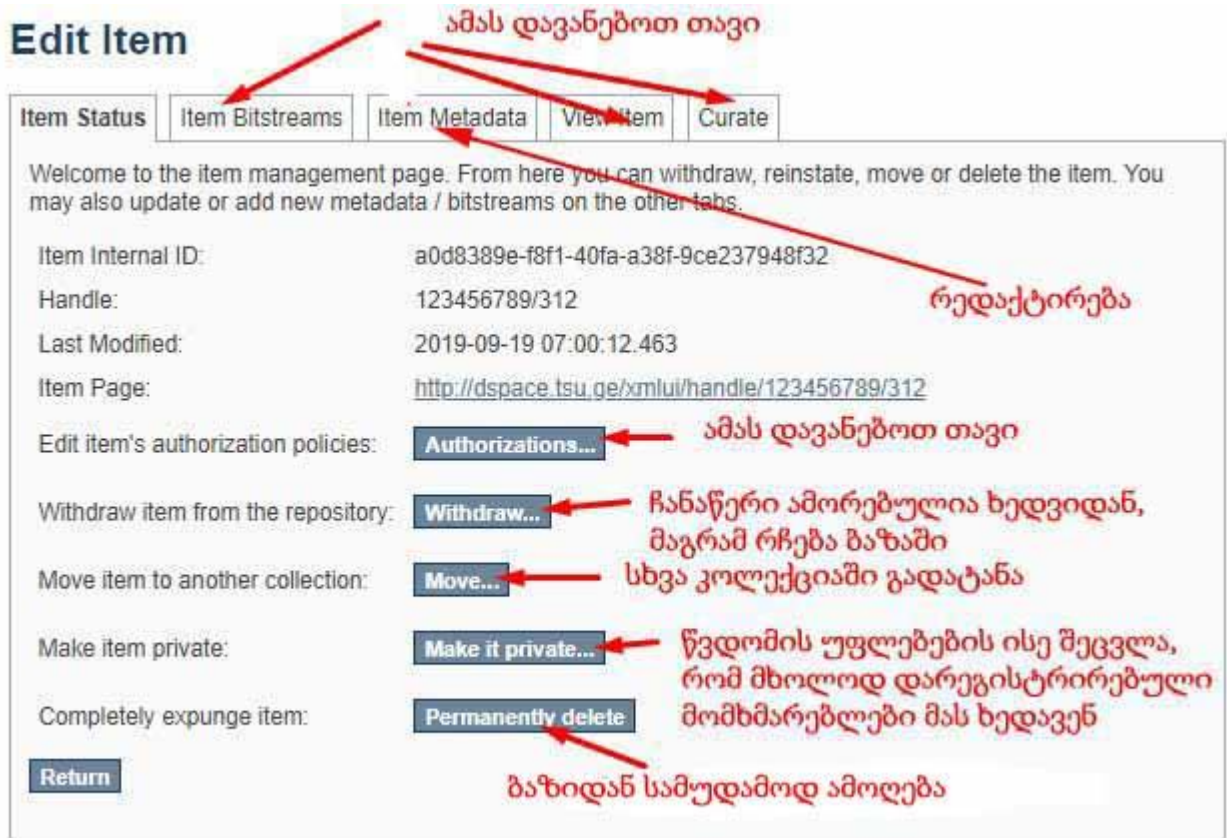 ამას დავანებოთ თავი
Edit Item
Item Status Item Bitstreams Item Metadata View Item Curate
Welcome to the item management page. From here you can withdraw, reinstate, move or delete the item. You
may also update or add new metadata / bitstreams on the other tabs.
Item Internal ID: a0d8389e-f8f1-40fa-a38f-9ce237948f32
Handle: 123456789/312
რედაქტირება
Last Modified: 2019-09-19 07:00:12.463
Item Page: http://dspace.tsu.ge/xmlui/handle/123456789/312
Edit item's authorization policies: Authorizations... ამას დავანებოთ თავი
Withdraw item from the repository: Withdraw... ჩანაწერი ამორებულია ხედვიდან,
მაგრამ რჩება ბაზაში
Move item to another collection: Move... სხვა კოლექციაში გადატანა
Make item private: Make it private... წვდომის უფლებების ისე შეცვლა,
რომ მხოლოდ დარეგისტრირებული
მომხმარებლები მას ხედავენ
Completely expunge item: Permanently delete
Return
ბაზიდან სამუდამოდ ამოღება